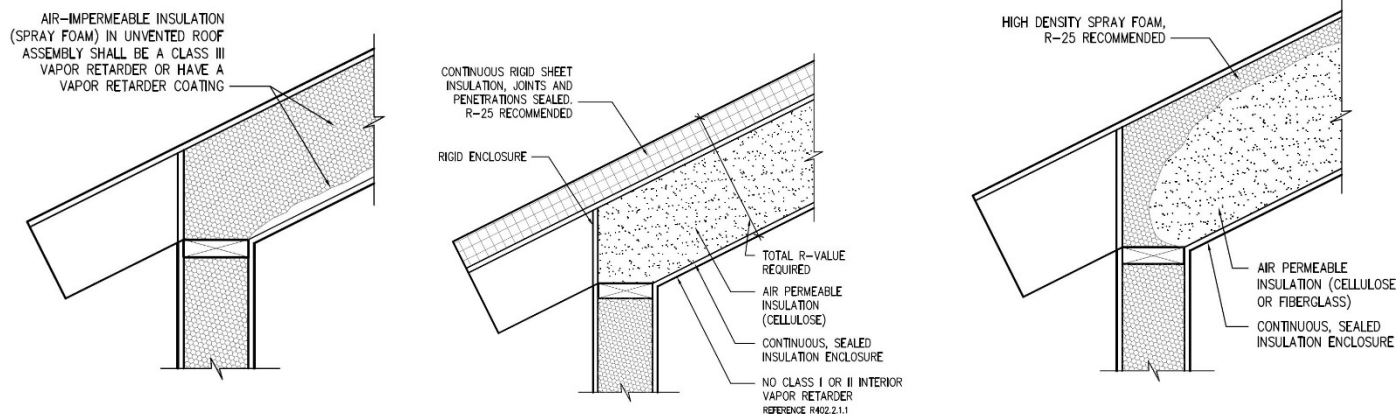 AIR-IMPERMEABLE INSULATION
(SPRAY FOAM) IN UNVENTED ROOF
ASSEMBLY SHALL BE A CLASS III
VAPOR RETARDER OR HAVE A
VAPOR RETARDER COATING
CONTINUOUS RIGID SHEET
INSULATION, JOINTS AND
PENETRATIONS SEALED.
R-25 RECOMMENDED
RIGID ENCLOSURE
TOTAL R-VALUE
REQUIRED
AIR PERMEABLE
INSULATION
(CELLULOSE)
CONTINUOUS, SEALED
INSULATION ENCLOSURE
NO CLASS I OR II INTERIOR
VAPOR RETARDER
REFERENCE R402.2.1.1
HIGH DENSITY SPRAY FOAM,
R-25 RECOMMENDED
AIR PERMEABLE
INSULATION (CELLULOSE
OR FIBERGLASS)
CONTINUOUS, SEALED
INSULATION ENCLOSURE